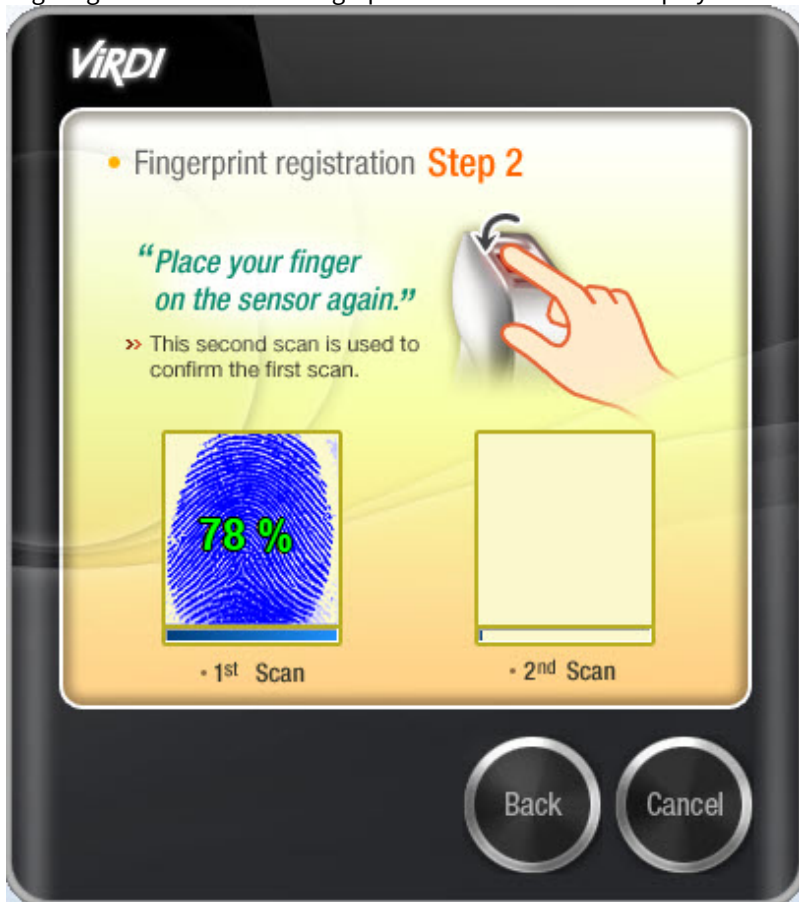 ViRDI
• Fingerprint registration Step 2
“Place your finger
on the sensor again.”
» This second scan is used to
confirm the first scan.
78 %
• 1st Scan
• 2nd Scan
Back
Cancel